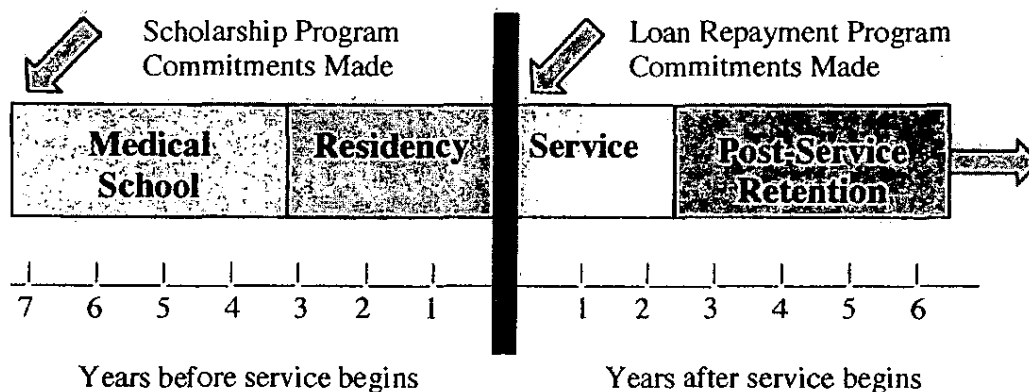 Scholarship Program
Commitments Made
Loan Repayment Program
Commitments Made
Medical
School
Residency
Service
Post-Service
Retention
7 6 5 4 3 2 1 1 2 3 4 5 6
Years before service begins
Years after service begins